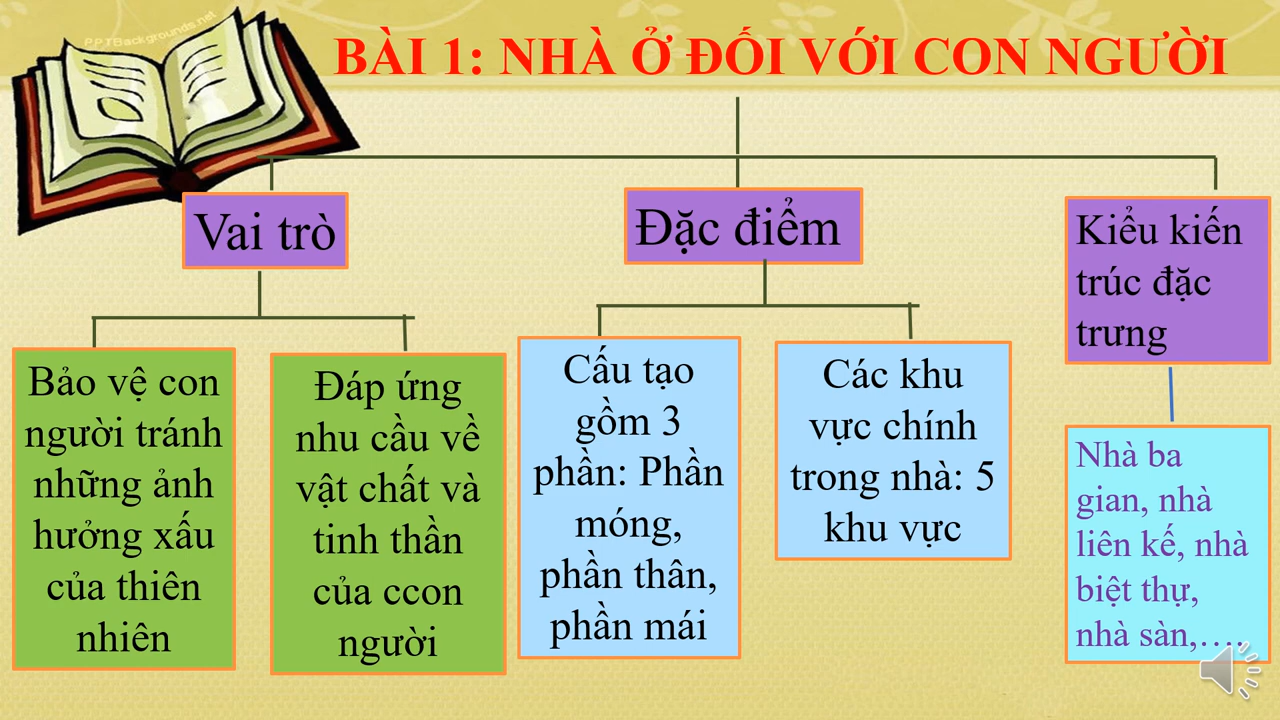 PPTBackgrounds.net
BÀI 1: NHÀ Ở ĐỐI VỚI CON NGƯỜI
Vai trò
Đặc điểm
Kiểu kiến
trúc đặc
trưng
Bảo vệ con
người tránh
những ảnh
hưởng xấu
của thiên
nhiên
Đáp ứng
nhu cầu về
vật chất và
tinh thần
của ccon
người
Cấu tạo
gồm 3
phần: Phần
móng,
phần thân,
phần mái
Các khu
vực chính
trong nhà: 5
khu vực
Nhà ba
gian, nhà
liên kế, nhà
biệt thự,
nhà sàn,….